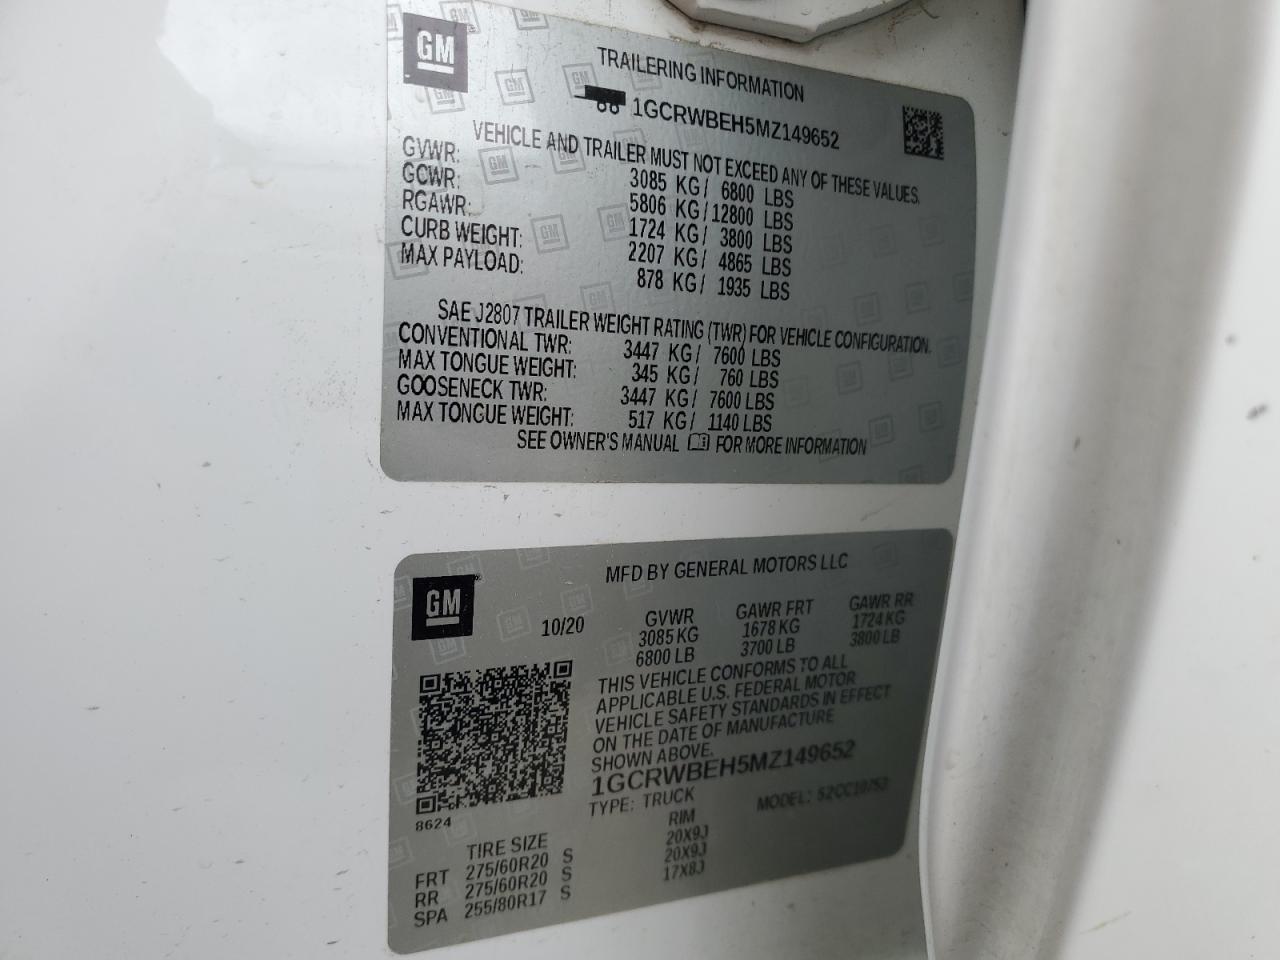 GM
TRAILERING INFORMATION
1GCRWBEH5MZ149652
VEHICLE AND TRAILER MUST NOT EXCEED ANY OF THESE VALUES.
GVWR: 3085 KG/ 6800 LBS
GCWR: 5806 KG/12800 LBS
RGAWR: 1724 KG/ 3800 LBS
CURB WEIGHT: 2207 KG/ 4865 LBS
MAX PAYLOAD: 878 KG/ 1935 LBS
SAE J2807 TRAILER WEIGHT RATING (TWR) FOR VEHICLE CONFIGURATION.
CONVENTIONAL TWR: 3447 KG/ 7600 LBS
MAX TONGUE WEIGHT: 345 KG/ 760 LBS
GOOSENECK TWR: 3447 KG/ 7600 LBS
MAX TONGUE WEIGHT: 517 KG/ 1140 LBS
SEE OWNER'S MANUAL FOR MORE INFORMATION
GM
MFD BY GENERAL MOTORS LLC
10/20 GVWR GAWR FRT GAWR RR
3085 KG 1678 KG 1724 KG
6800 LB 3700 LB 3800 LB
THIS VEHICLE CONFORMS TO ALL
APPLICABLE U.S. FEDERAL MOTOR
VEHICLE SAFETY STANDARDS IN EFFECT
ON THE DATE OF MANUFACTURE
SHOWN ABOVE.
1GCRWBEH5MZ149652
8624 TYPE: TRUCK MODEL:
TIRE SIZE RIM
FRT 275/60R20 S 20X9J
RR 275/60R20 S 20X9J
SPA 255/80R17 S 17X8J